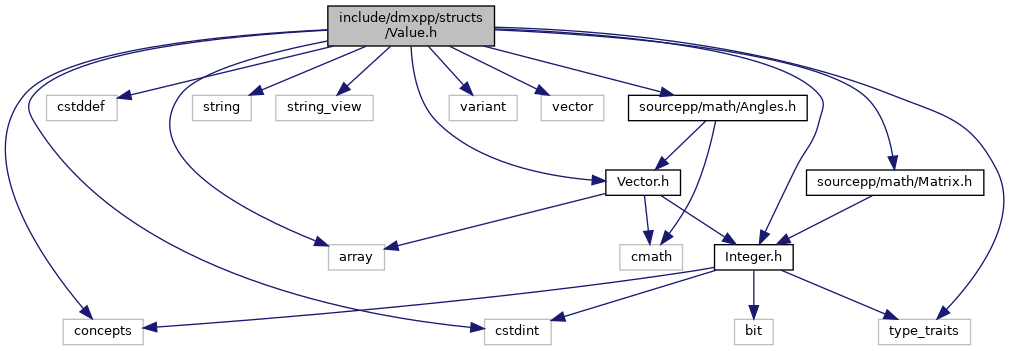 include/dmxpp/structs
/Value.h
cstddef
string
string_view
variant
vector
sourcepp/math/Angles.h
Vector.h
sourcepp/math/Matrix.h
array
cmath
Integer.h
concepts
cstdint
bit
type_traits